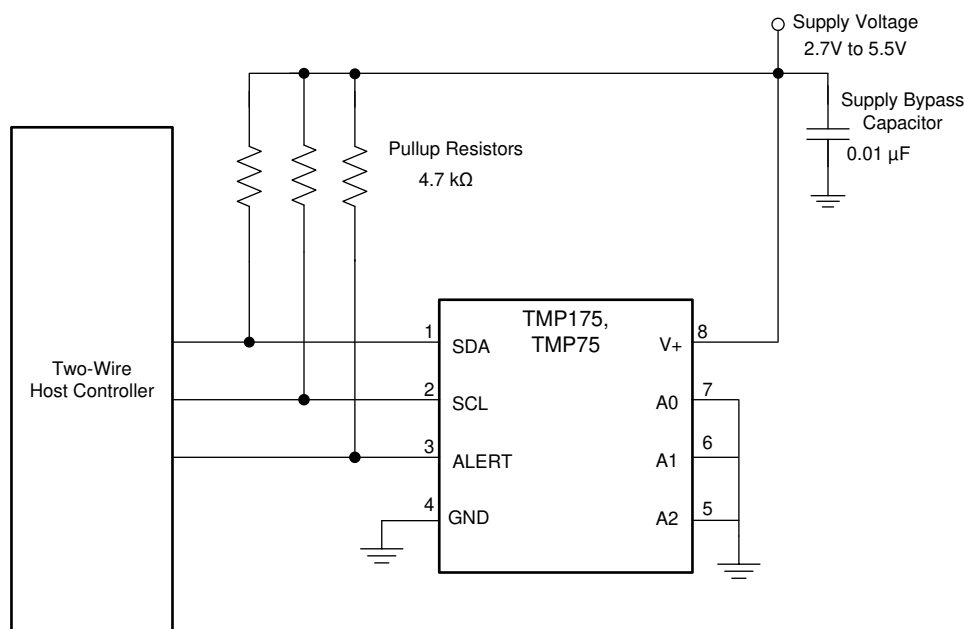 Supply Voltage
2.7V to 5.5V
Supply Bypass
Capacitor
0.01 µF
Pullup Resistors
4.7 kΩ
Two-Wire
Host Controller
TMP175,
TMP75
1
SDA
2
SCL
3
ALERT
4
GND
8
V+
7
A0
6
A1
5
A2